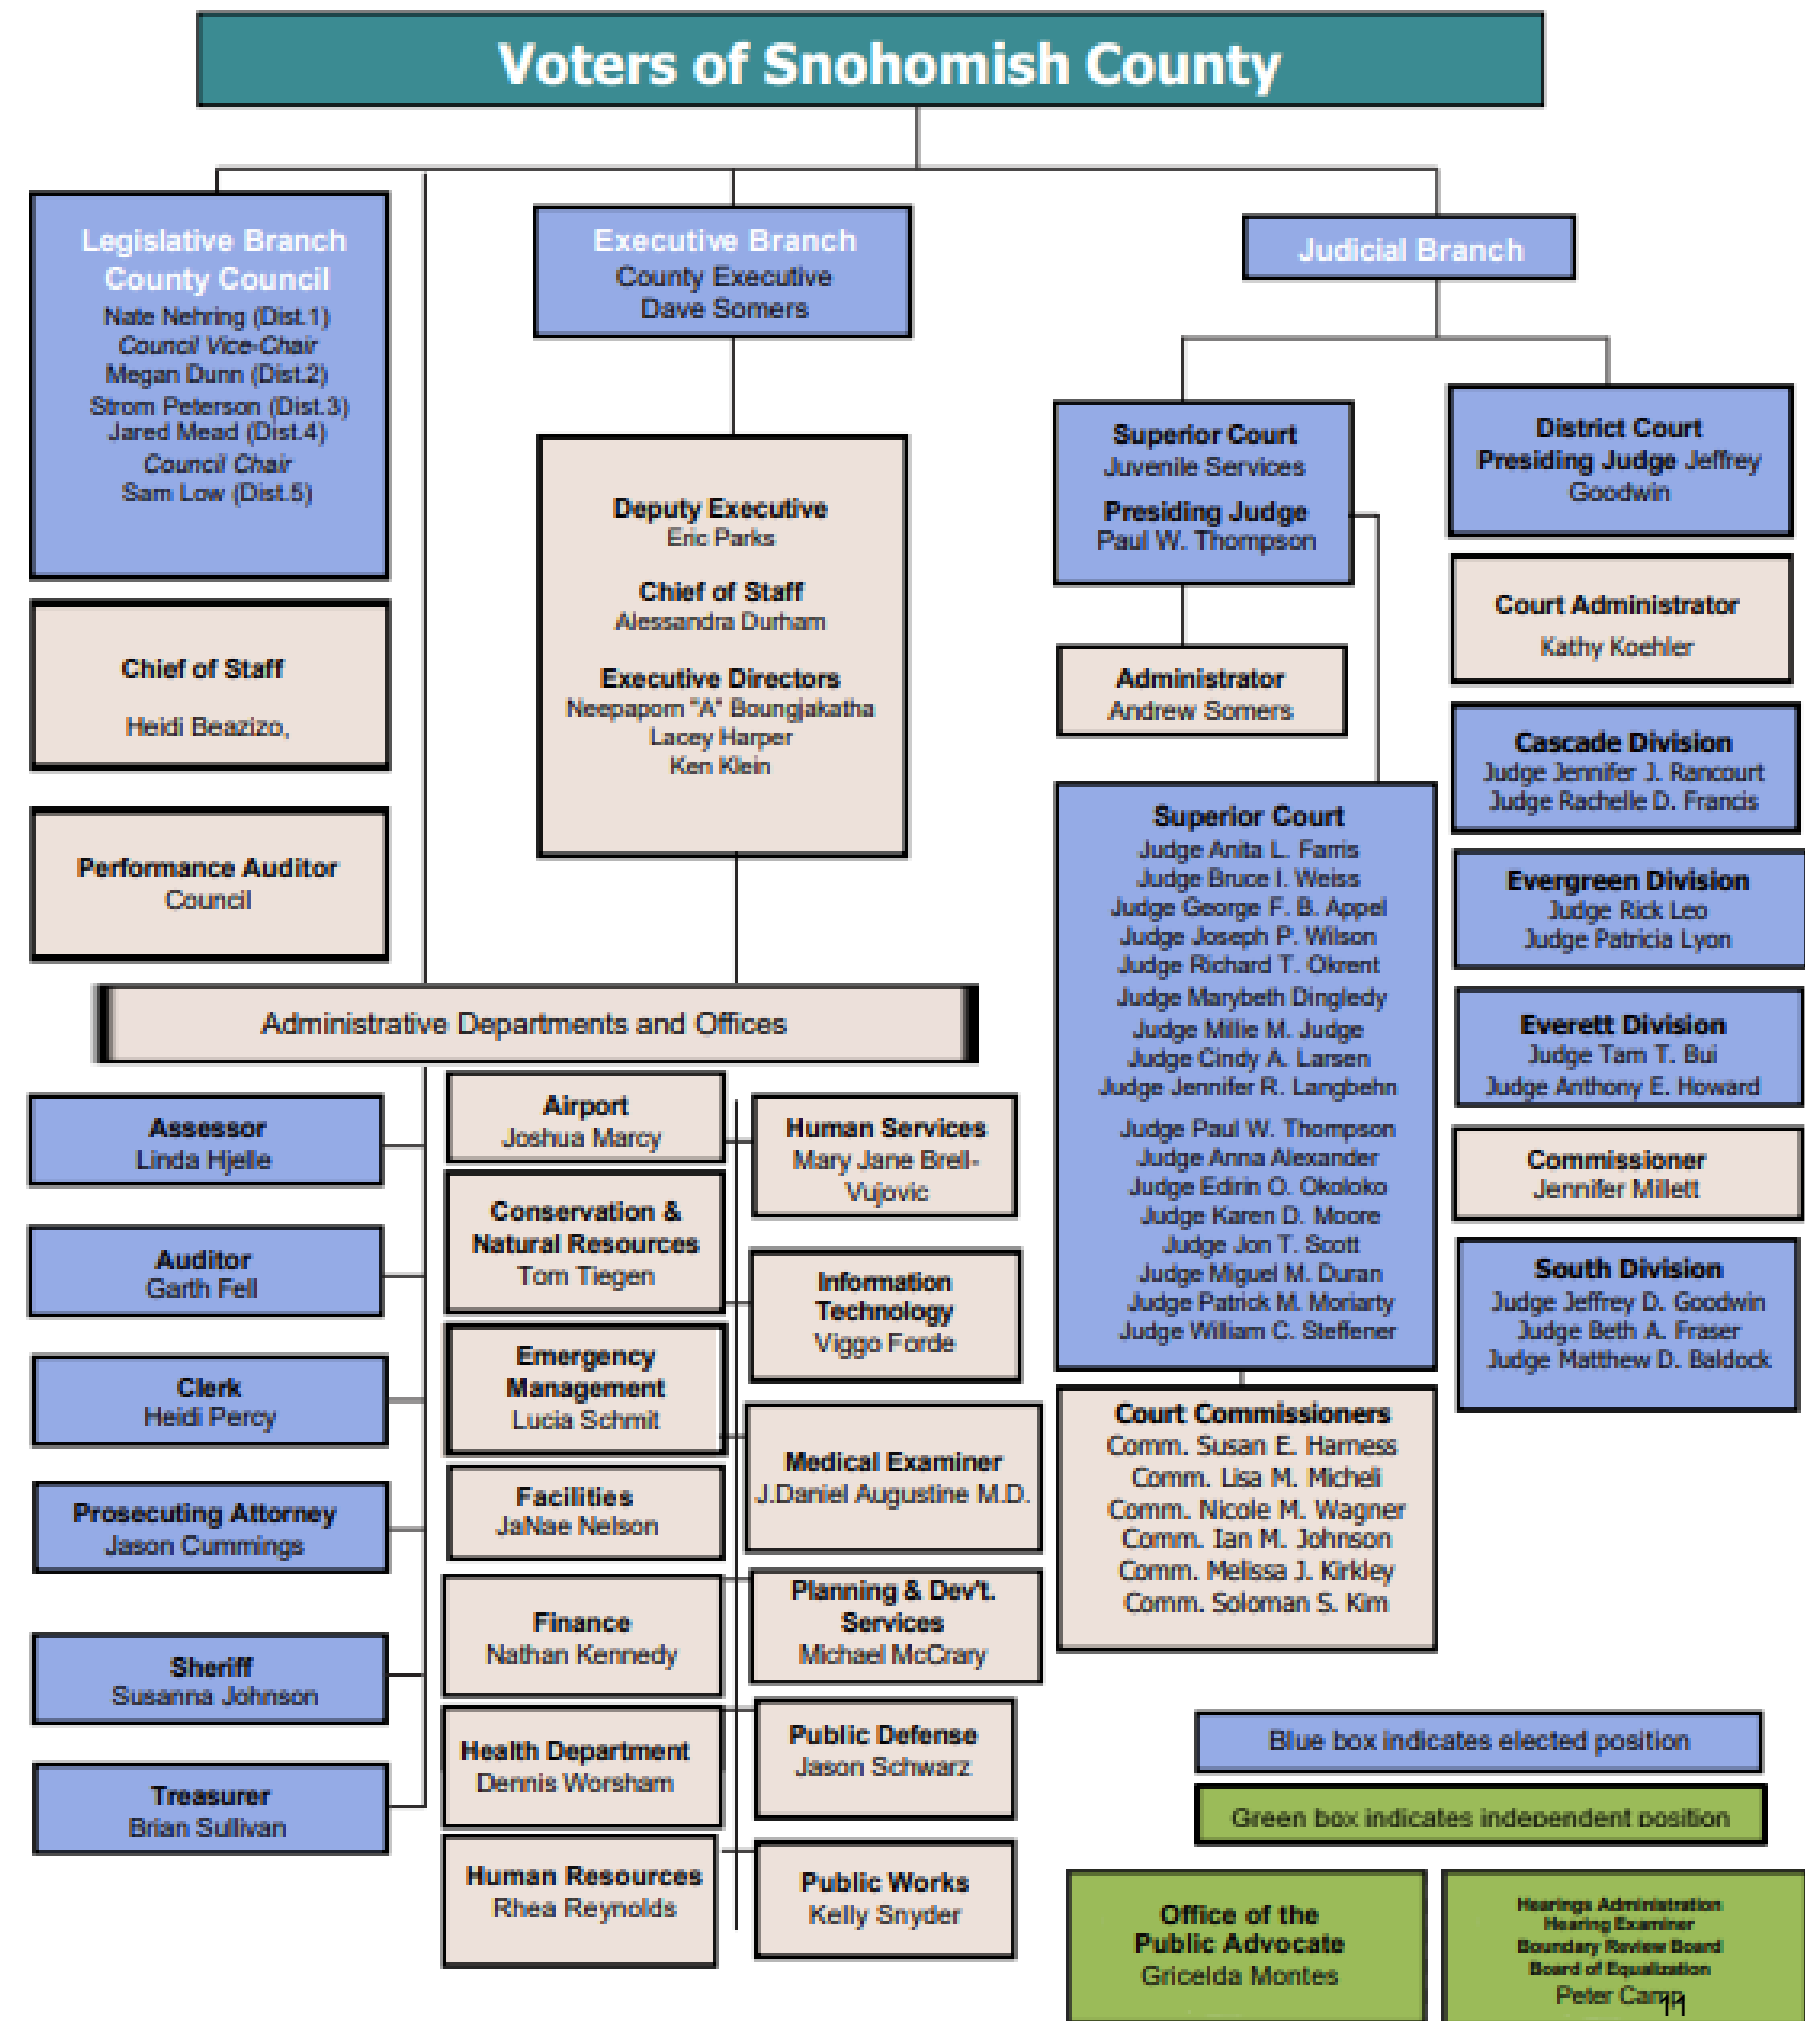 Voters of Snohomish County
Legislative Branch
County Council
Nate Nehring (Dist.1)
Council Vice-Chair
Megan Dunn (Dist.2)
Strom Peterson (Dist.3)
Jared Mead (Dist.4)
Council Chair
Sam Low (Dist.5)
Chief of Staff
Heidi Beazizo,
Performance Auditor
Council
Executive Branch
County Executive
Dave Somers
Deputy Executive
Eric Parks
Chief of Staff
Alessandra Durham
Executive Directors
Neepaporn "A" Boungjakatha
Lacey Harper
Ken Klein
Administrative Departments and Offices
Assessor
Linda Hjelle
Auditor
Garth Fell
Clerk
Heidi Percy
Prosecuting Attorney
Jason Cummings
Sheriff
Susanna Johnson
Treasurer
Brian Sullivan
Airport
Joshua Marcy
Conservation &
Natural Resources
Tom Tiegen
Emergency
Management
Lucia Schmit
Facilities
JaNae Nelson
Finance
Nathan Kennedy
Health Department
Dennis Worsham
Human Resources
Rhea Reynolds
Human Services
Mary Jane Brell-
Vujovic
Information
Technology
Viggo Forde
Medical Examiner
J.Daniel Augustine M.D.
Planning & Dev't.
Services
Michael McCrary
Public Defense
Jason Schwarz
Public Works
Kelly Snyder
Judicial Branch
Superior Court
Juvenile Services
Presiding Judge
Paul W. Thompson
Administrator
Andrew Somers
Superior Court
Judge Anita L. Farris
Judge Bruce I. Weiss
Judge George F. B. Appel
Judge Joseph P. Wilson
Judge Richard T. Okrent
Judge Marybeth Dingledy
Judge Millie M. Judge
Judge Cindy A. Larsen
Judge Jennifer R. Langbehn
Judge Paul W. Thompson
Judge Anna Alexander
Judge Edirin O. Okoloko
Judge Karen D. Moore
Judge Jon T. Scott
Judge Miguel M. Duran
Judge Patrick M. Moriarty
Judge William C. Steffener
Court Commissioners
Comm. Susan E. Harness
Comm. Lisa M. Micheli
Comm. Nicole M. Wagner
Comm. Ian M. Johnson
Comm. Melissa J. Kirkley
Comm. Soloman S. Kim
District Court
Presiding Judge Jeffrey
Goodwin
Court Administrator
Kathy Koehler
Cascade Division
Judge Jennifer J. Rancourt
Judge Rachelle D. Francis
Evergreen Division
Judge Rick Leo
Judge Patricia Lyon
Everett Division
Judge Tam T. Bui
Judge Anthony E. Howard
Commissioner
Jennifer Millett
South Division
Judge Jeffrey D. Goodwin
Judge Beth A. Fraser
Judge Matthew D. Baldock
Blue box indicates elected position
Green box indicates independent position
Office of the
Public Advocate
Gricelda Montes
Hearings Administration
Hearing Examiner
Boundary Review Board
Board of Equalization
Peter Camp